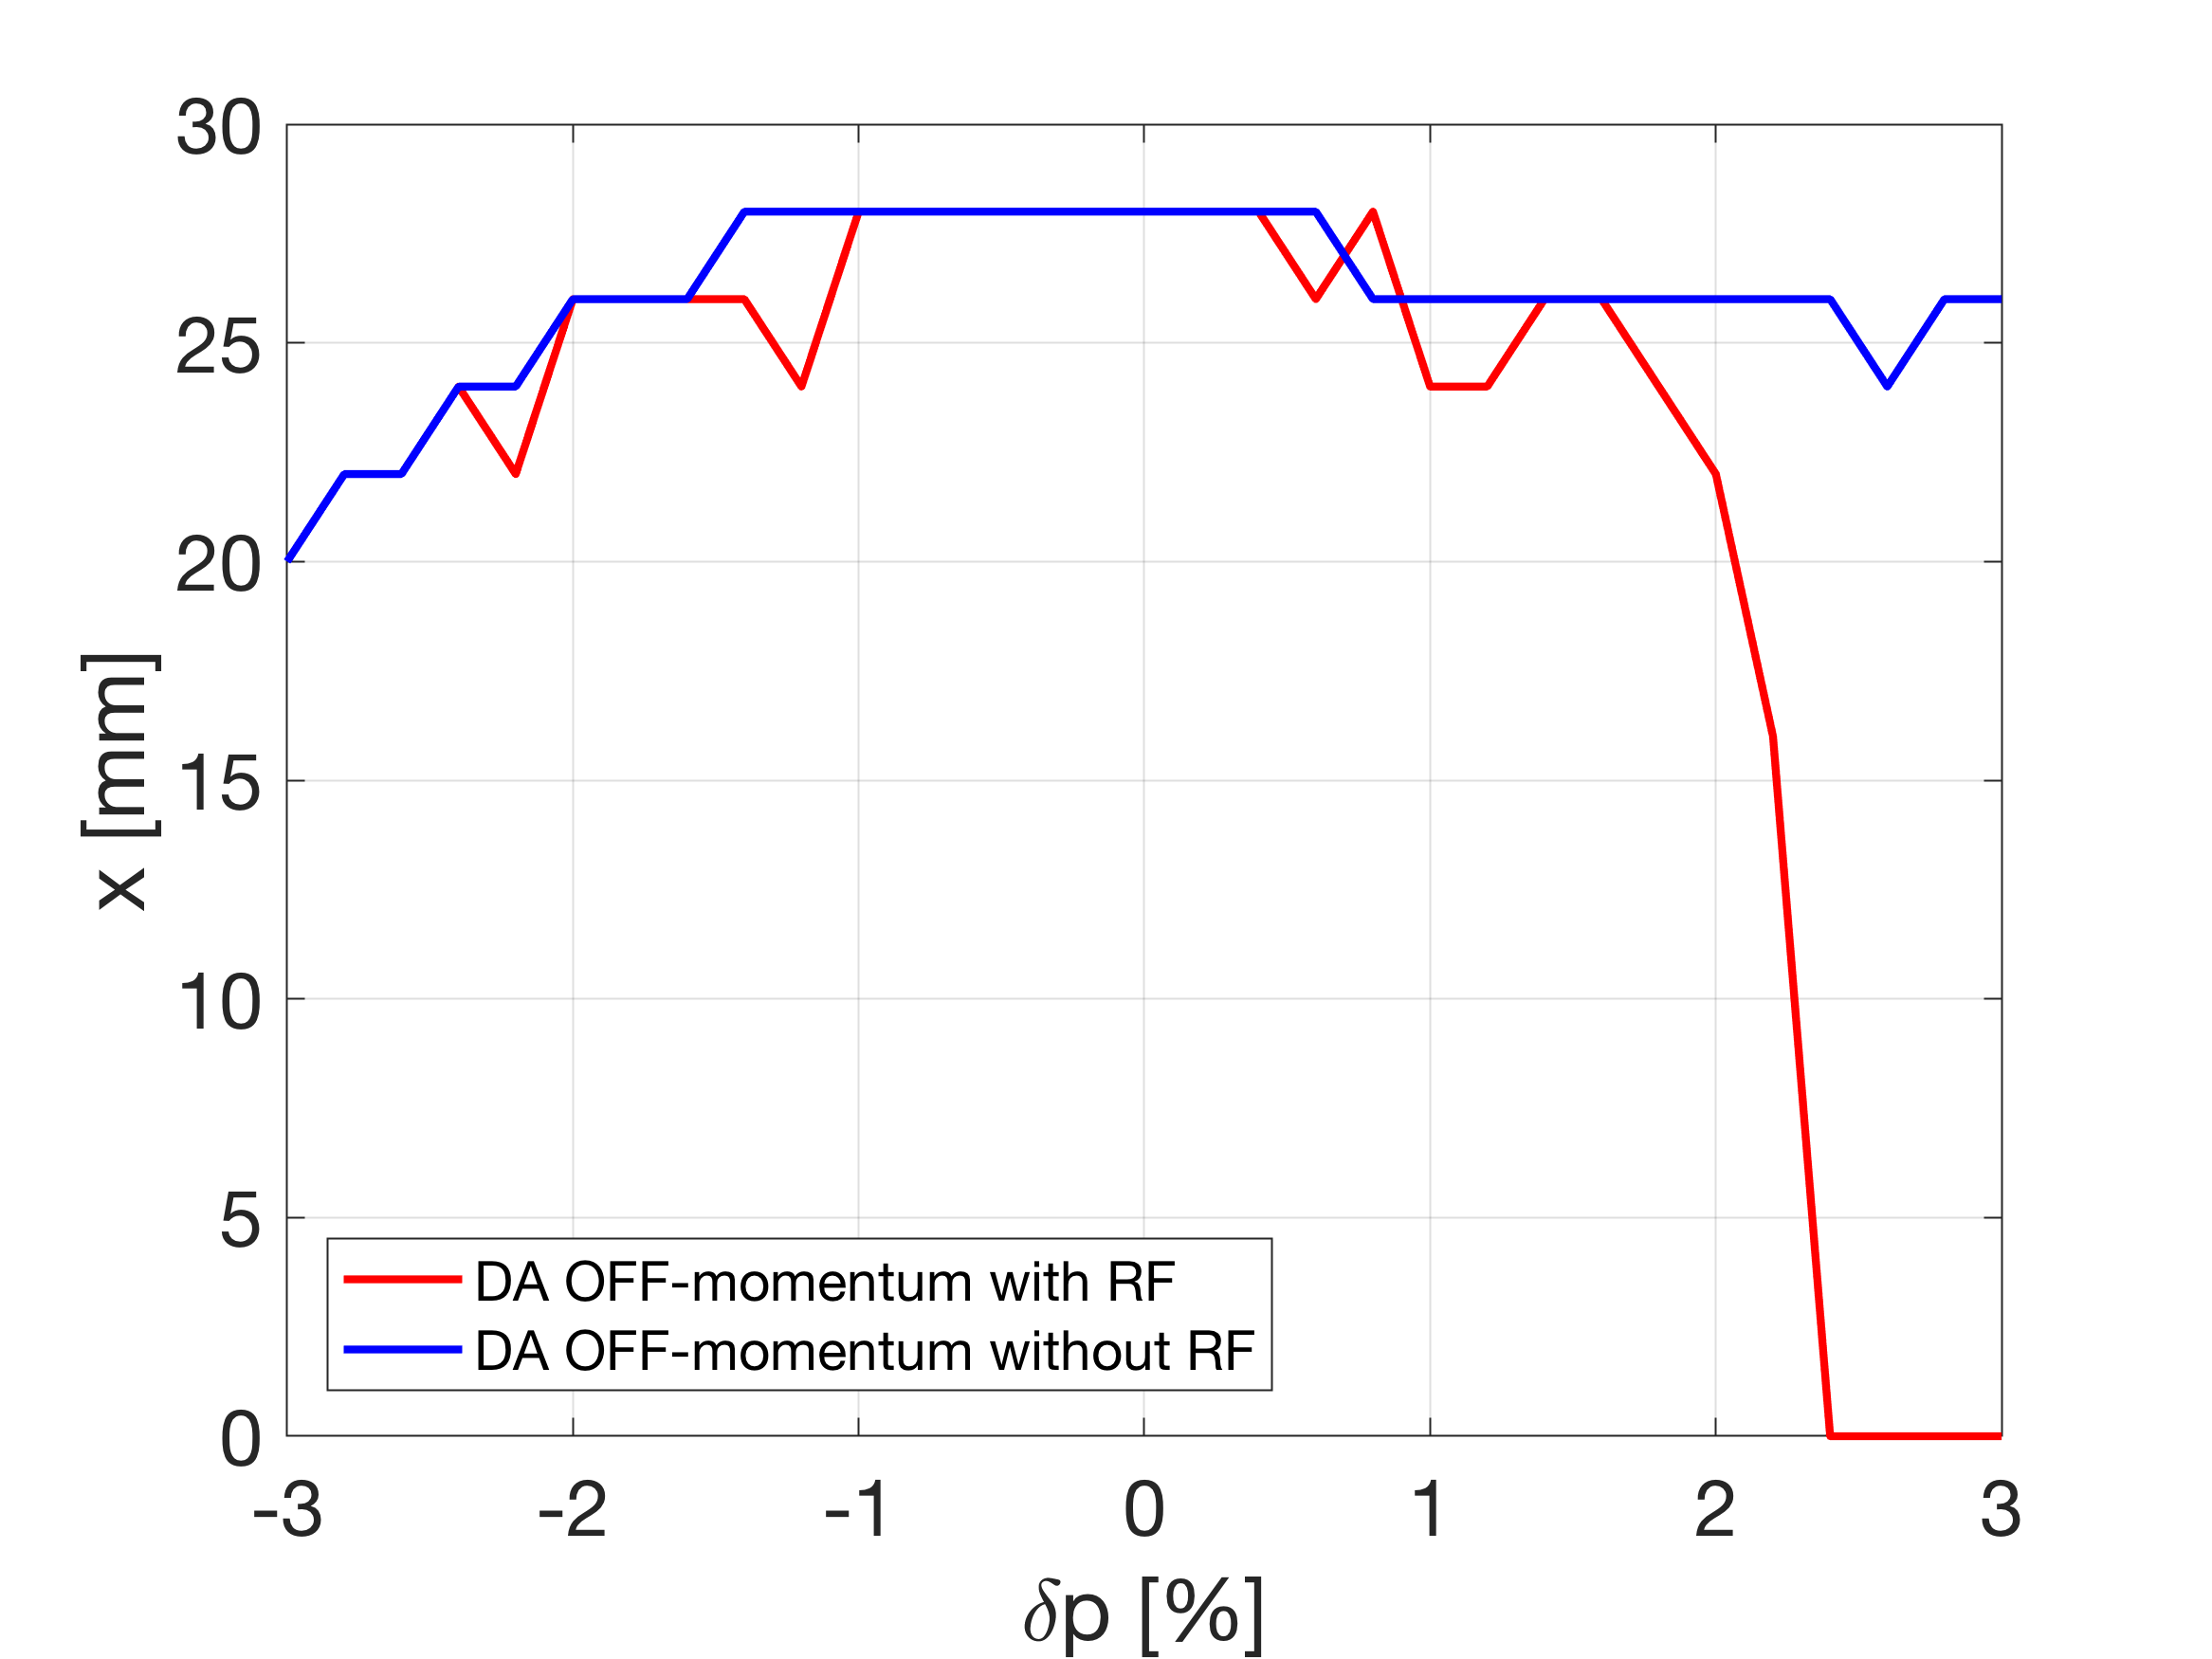 30
25
20
15
10
5
0
x [mm]
DA OFF-momentum with RF
DA OFF-momentum without RF
-3 -2 -1 0 1 2 3
δp [%]